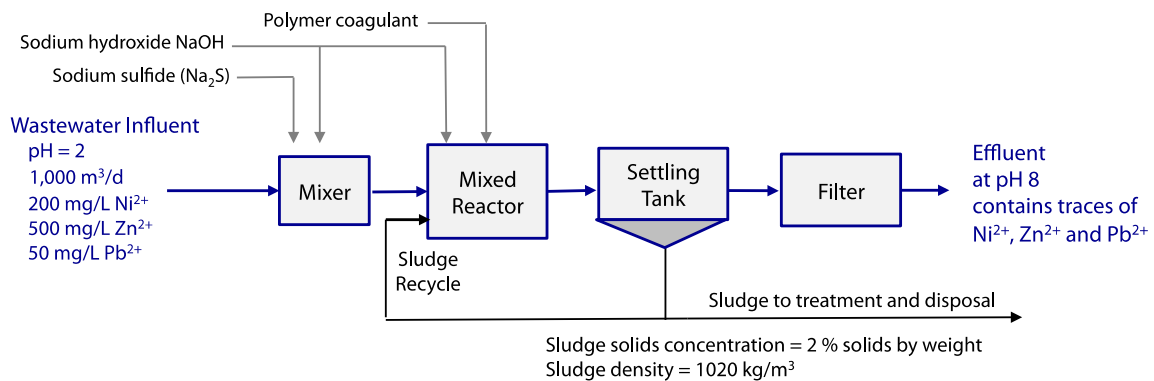 Polymer coagulant
Sodium hydroxide NaOH
Sodium sulfide (Na₂S)
Wastewater Influent
pH = 2
1,000 m³/d
200 mg/L Ni²⁺
500 mg/L Zn²⁺
50 mg/L Pb²⁺
Mixer
Mixed
Reactor
Settling
Tank
Filter
Effluent
at pH 8
contains traces of
Ni²⁺, Zn²⁺ and Pb²⁺
Sludge
Recycle
Sludge to treatment and disposal
Sludge solids concentration = 2 % solids by weight
Sludge density = 1020 kg/m³